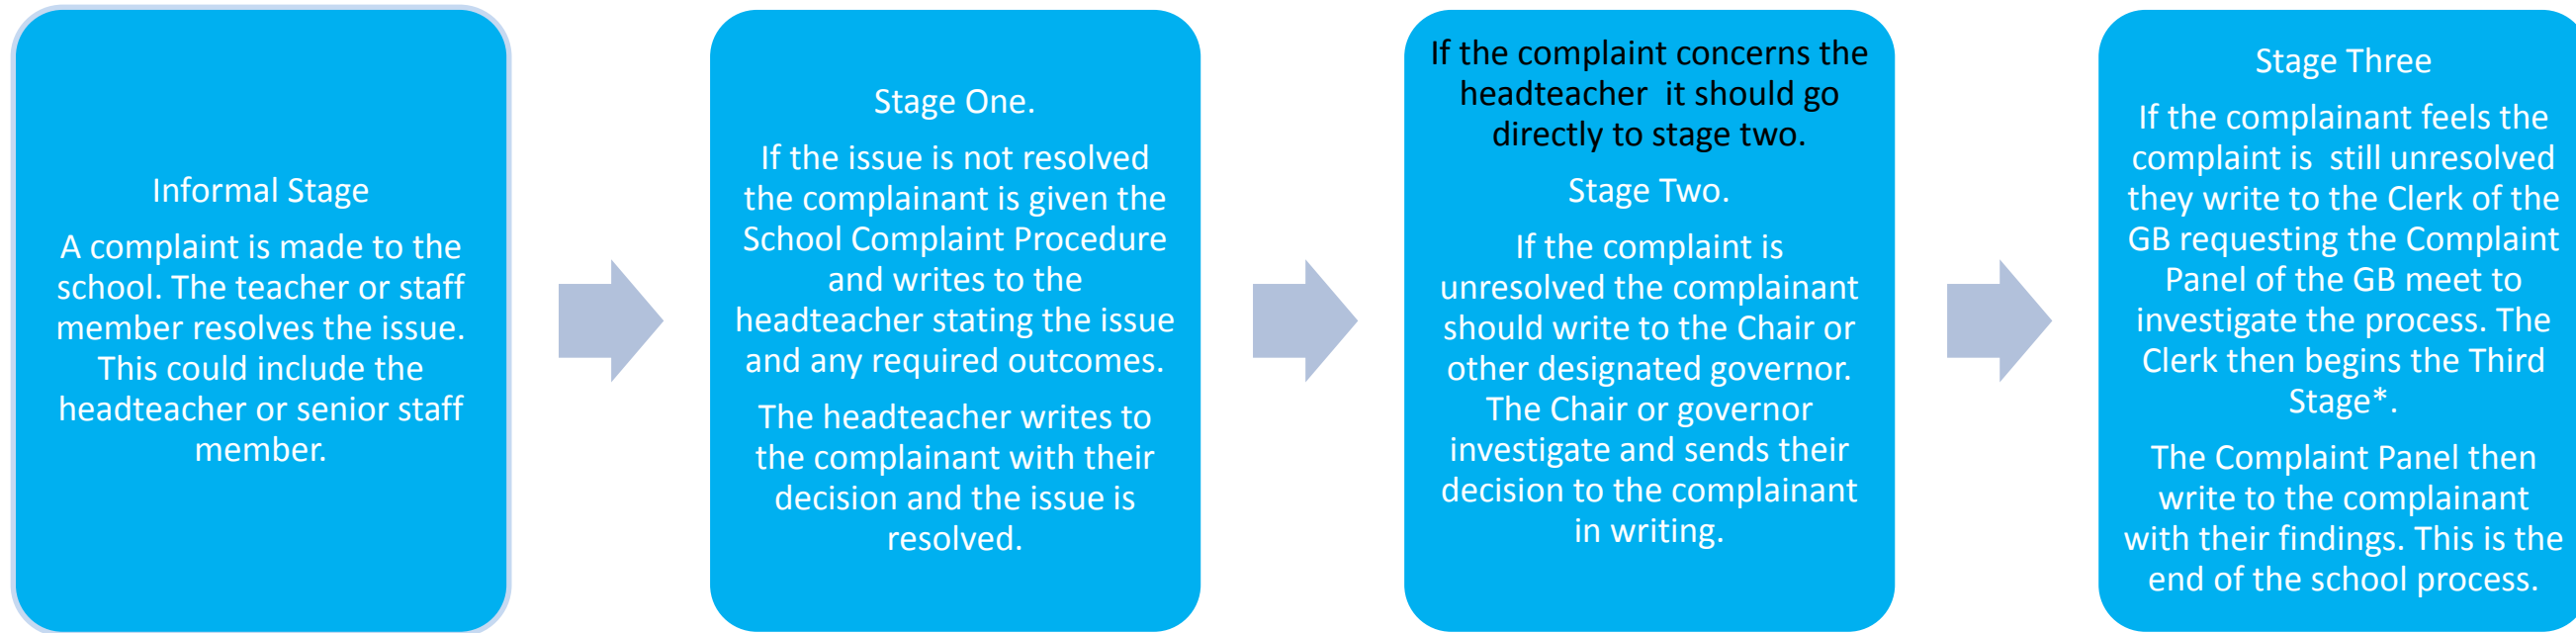 Informal Stage
A complaint is made to the
school. The teacher or staff
member resolves the issue.
This could include the
headteacher or senior staff
member.
Stage One.
If the issue is not resolved
the complainant is given the
School Complaint Procedure
and writes to the
headteacher stating the issue
and any required outcomes.
The headteacher writes to
the complainant with their
decision and the issue is
resolved.
If the complaint concerns the
headteacher  it should go
directly to stage two.
Stage Two.
If the complaint is
unresolved the complainant
should write to the Chair or
other designated governor.
The Chair or governor
investigate and sends their
decision to the complainant
in writing.
Stage Three
If the complainant feels the
complaint is  still unresolved
they write to the Clerk of the
GB requesting the Complaint
Panel of the GB meet to
investigate the process. The
Clerk then begins the Third
Stage*.
The Complaint Panel then
write to the complainant
with their findings. This is the
end of the school process.